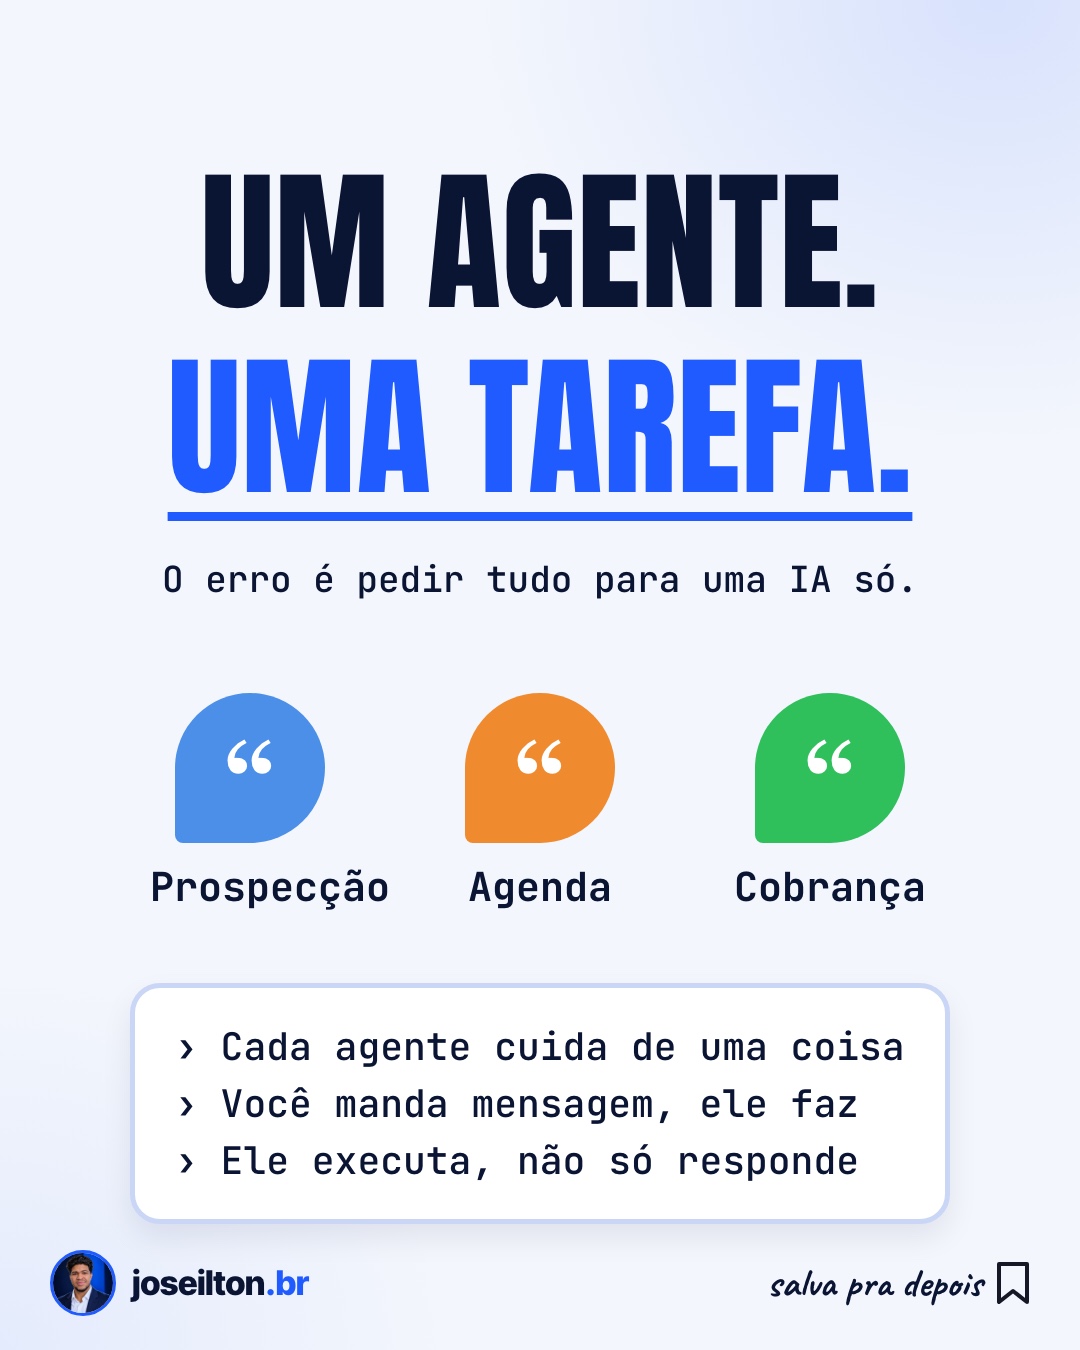 UM AGENTE.
UMA TAREFA.
O erro é pedir tudo para uma IA só.
“ “ “
Prospecção Agenda Cobrança
› Cada agente cuida de uma coisa
› Você manda mensagem, ele faz
› Ele executa, não só responde
joseilton.br salva pra depois